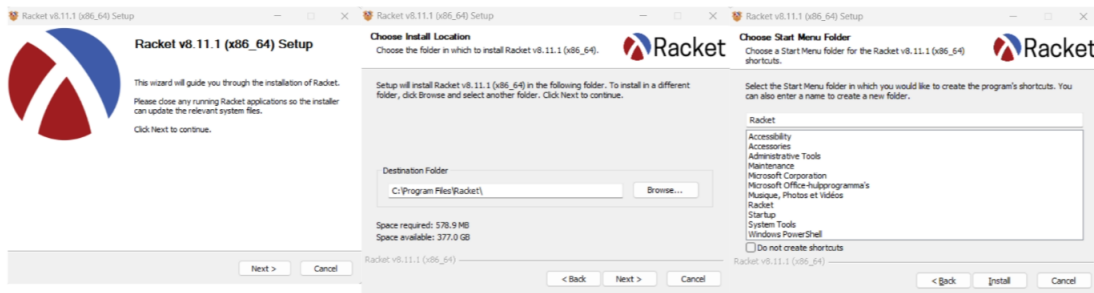 Racket v8.11.1 (x86_64) Setup
Racket v8.11.1 (x86_64) Setup
This wizard will guide you through the installation of Racket.
Please close any running Racket applications so the installer
can update the relevant system files.
Click Next to continue.
Next >
Cancel
Racket v8.11.1 (x86_64) Setup
Choose Install Location
Choose the folder in which to install Racket v8.11.1 (x86_64).
Racket
Setup will install Racket v8.11.1 (x86_64) in the following folder. To install in a different
folder, click Browse and select another folder. Click Next to continue.
Destination Folder
C:\Program Files\Racket\
Browse...
Space required: 578.9 MB
Space available: 377.0 GB
Racket v8.11.1 (x86_64)
< Back
Next >
Cancel
Racket v8.11.1 (x86_64) Setup
Choose Start Menu Folder
Choose a Start Menu folder for the Racket v8.11.1 (x86_64)
shortcuts.
Racket
Select the Start Menu folder in which you would like to create the program's shortcuts. You
can also enter a name to create a new folder.
Racket
Accessibility
Accessories
Administrative Tools
Maintenance
Microsoft Corporation
Microsoft Office-hulpprogramma's
Musique, Photos et Vidéos
Racket
Startup
System Tools
Windows PowerShell
Do not create shortcuts
Racket v8.11.1 (x86_64)
< Back
Install
Cancel